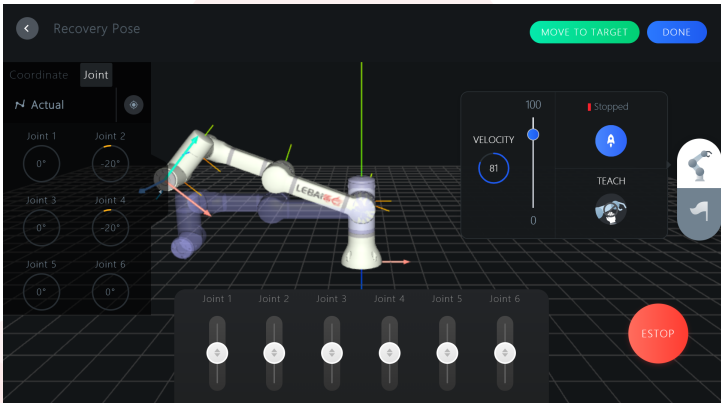 Recovery Pose
MOVE TO TARGET
DONE
Coordinate
Joint
Actual
Joint 1
Joint 2
0°
-20°
Joint 3
Joint 4
0°
-20°
Joint 5
Joint 6
0°
0°
100
Stopped
VELOCITY
81
TEACH
0
Joint 1
Joint 2
Joint 3
Joint 4
Joint 5
Joint 6
ESTOP